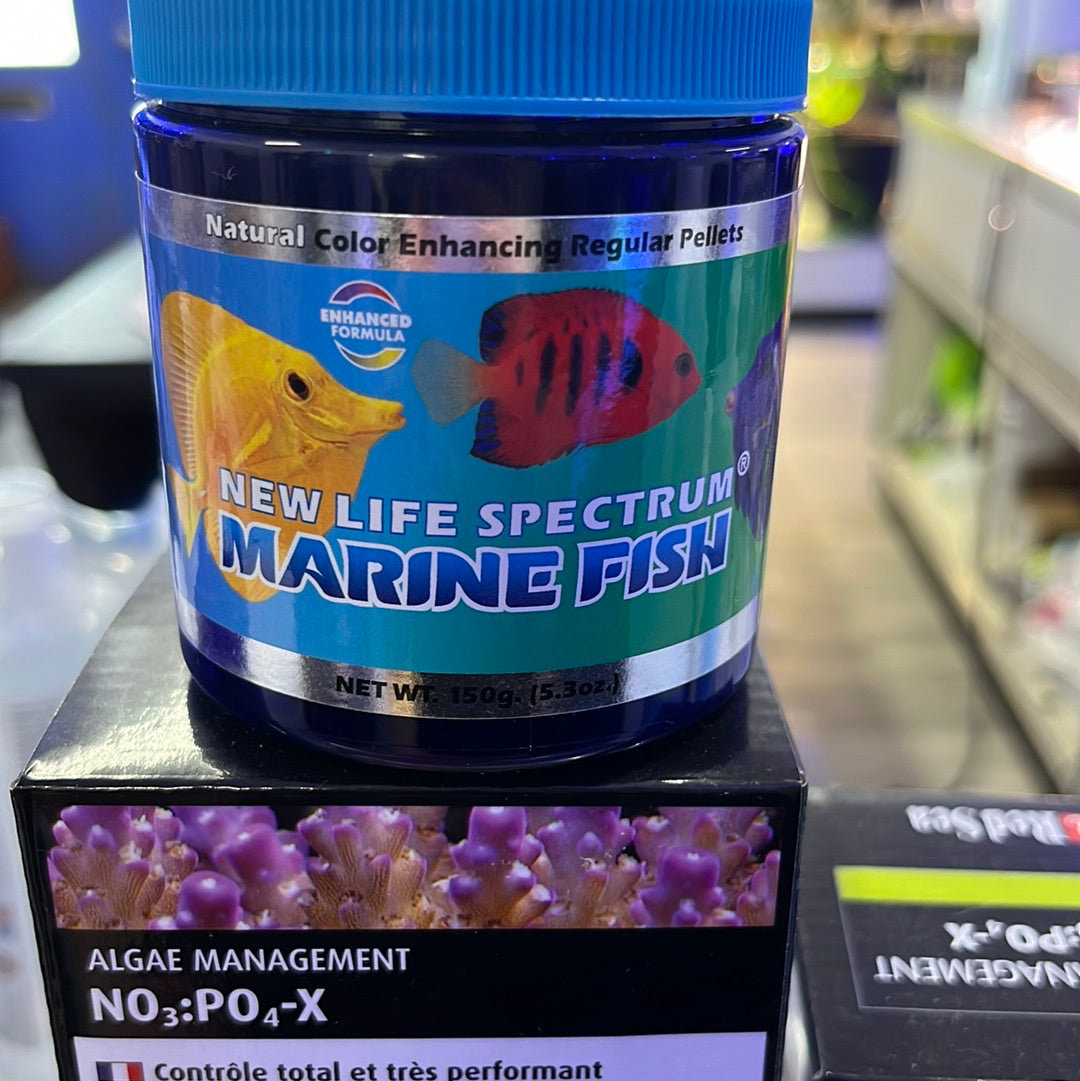 Natural Color Enhancing Regular Pellets
ENHANCED
FORMULA
NEW LIFE SPECTRUM®
MARINE FISH
NET WT. 150g. (5.3oz.)
ALGAE MANAGEMENT
NO₃:PO₄-X
Contrôle total et très performant
Red Sea
:PO₄-X
NAGEMENT